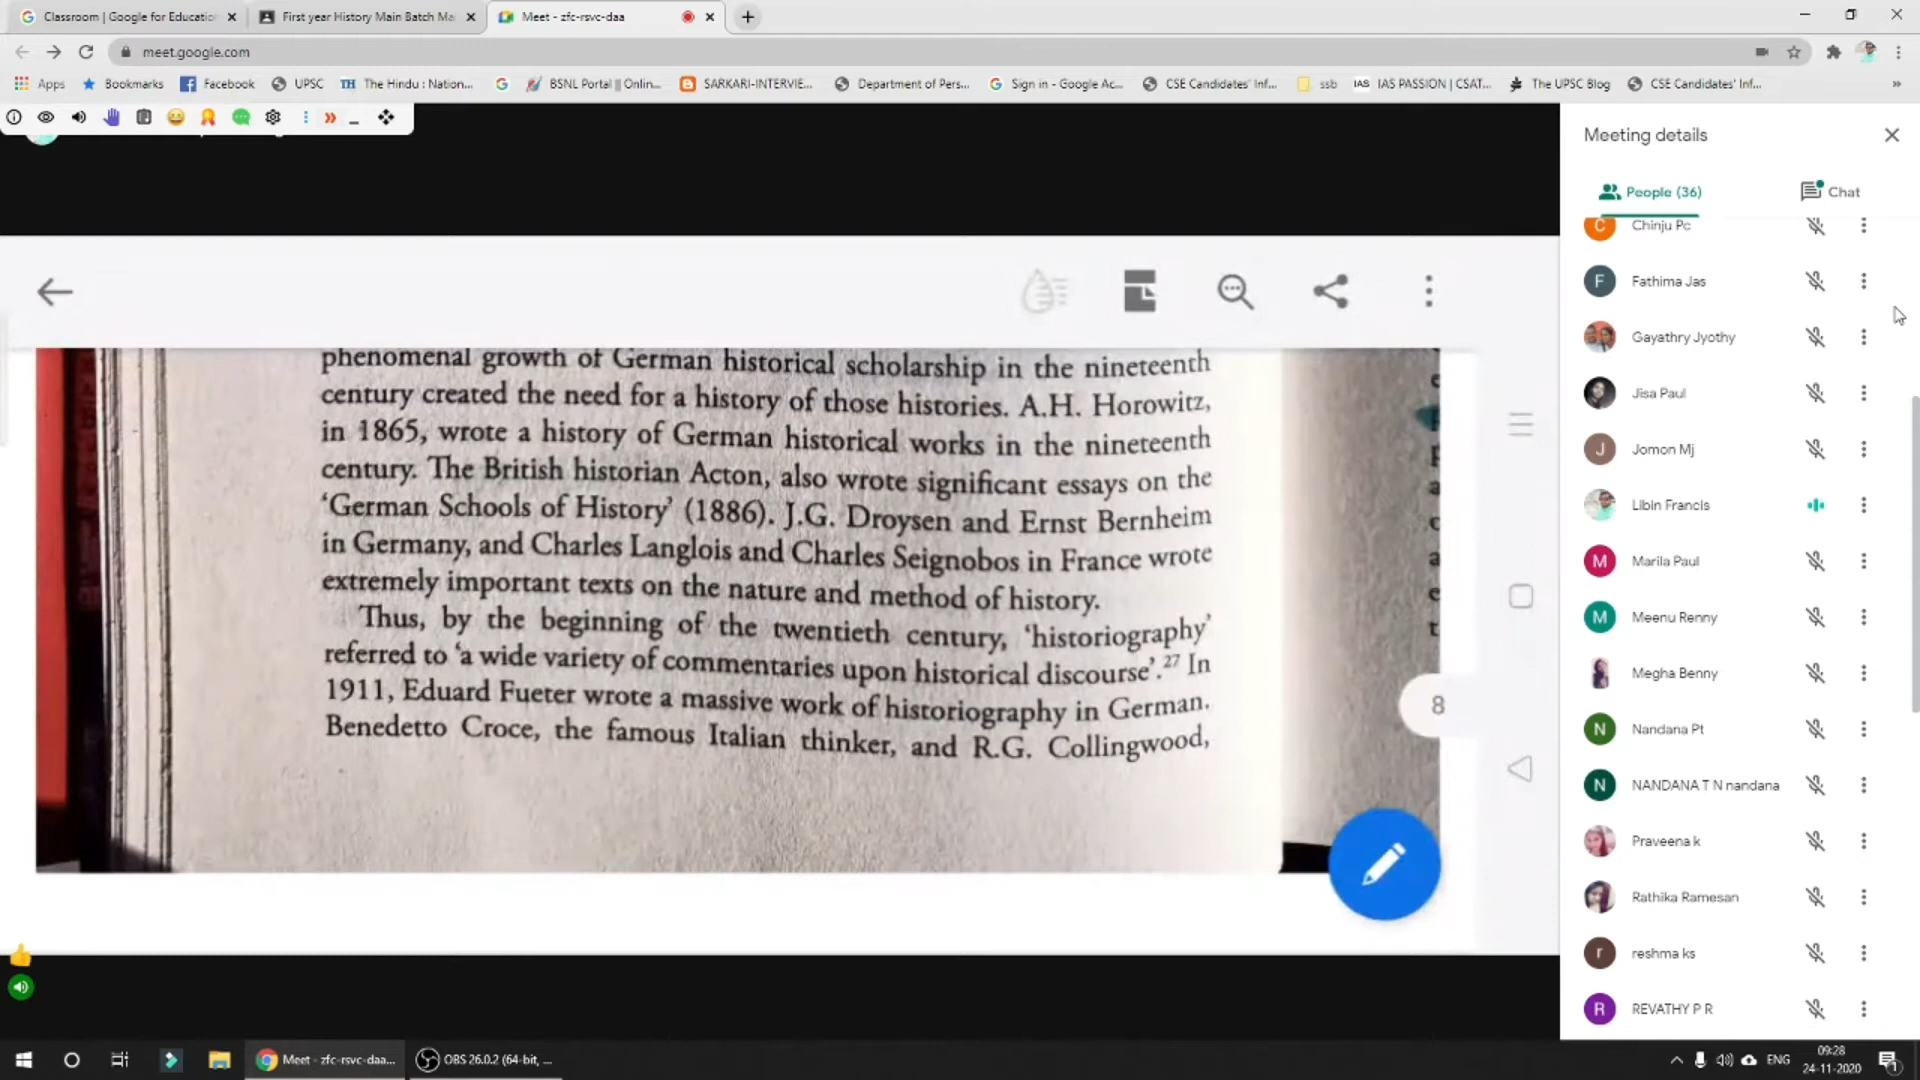 Classroom | Google for Educatio
First year History Main Batch Ma
Meet - zfc-rsvc-daa
meet.google.com
Apps
Bookmarks
Facebook
UPSC
TH The Hindu : Nation...
BSNL Portal || Onlin...
SARKARI-INTERVIE...
Department of Pers...
Sign in - Google Ac...
CSE Candidates' Inf...
ssb
IAS IAS PASSION | CSAT...
The UPSC Blog
CSE Candidates' Inf...
Meeting details
People (36)
Chat
phenomenal growth of German historical scholarship in the nineteenth
century created the need for a history of those histories. A.H. Horowitz,
in 1865, wrote a history of German historical works in the nineteenth
century. The British historian Acton, also wrote significant essays on the
‘German Schools of History’ (1886). J.G. Droysen and Ernst Bernheim
in Germany, and Charles Langlois and Charles Seignobos in France wrote
extremely important texts on the nature and method of history.
Thus, by the beginning of the twentieth century, ‘historiography’
referred to ‘a wide variety of commentaries upon historical discourse’.27 In
1911, Eduard Fueter wrote a massive work of historiography in German.
Benedetto Croce, the famous Italian thinker, and R.G. Collingwood,
8
C Chinju Pc
F Fathima Jas
Gayathry Jyothy
Jisa Paul
J Jomon Mj
Libin Francis
M Marila Paul
M Meenu Renny
Megha Benny
N Nandana Pt
N NANDANA T N nandana
Praveena k
Rathika Ramesan
r reshma ks
R REVATHY P R
Meet - zfc-rsvc-daa...
OBS 26.0.2 (64-bit, ...
ENG
09:28
24-11-2020
1